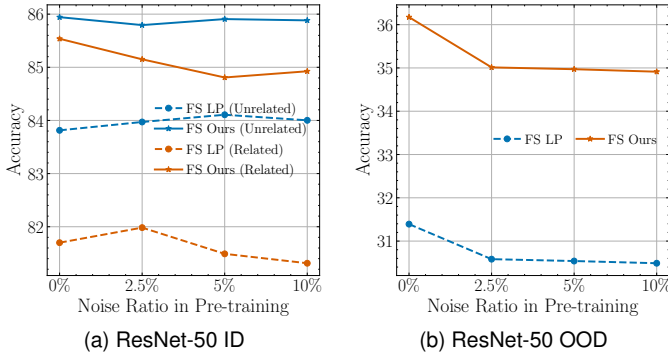 86
85
84
83
82
Accuracy
FS LP (Unrelated)
FS Ours (Unrelated)
FS LP (Related)
FS Ours (Related)
0% 2.5% 5% 10%
Noise Ratio in Pre-training
(a) ResNet-50 ID
36
35
34
33
32
31
Accuracy
FS LP FS Ours
0% 2.5% 5% 10%
Noise Ratio in Pre-training
(b) ResNet-50 OOD